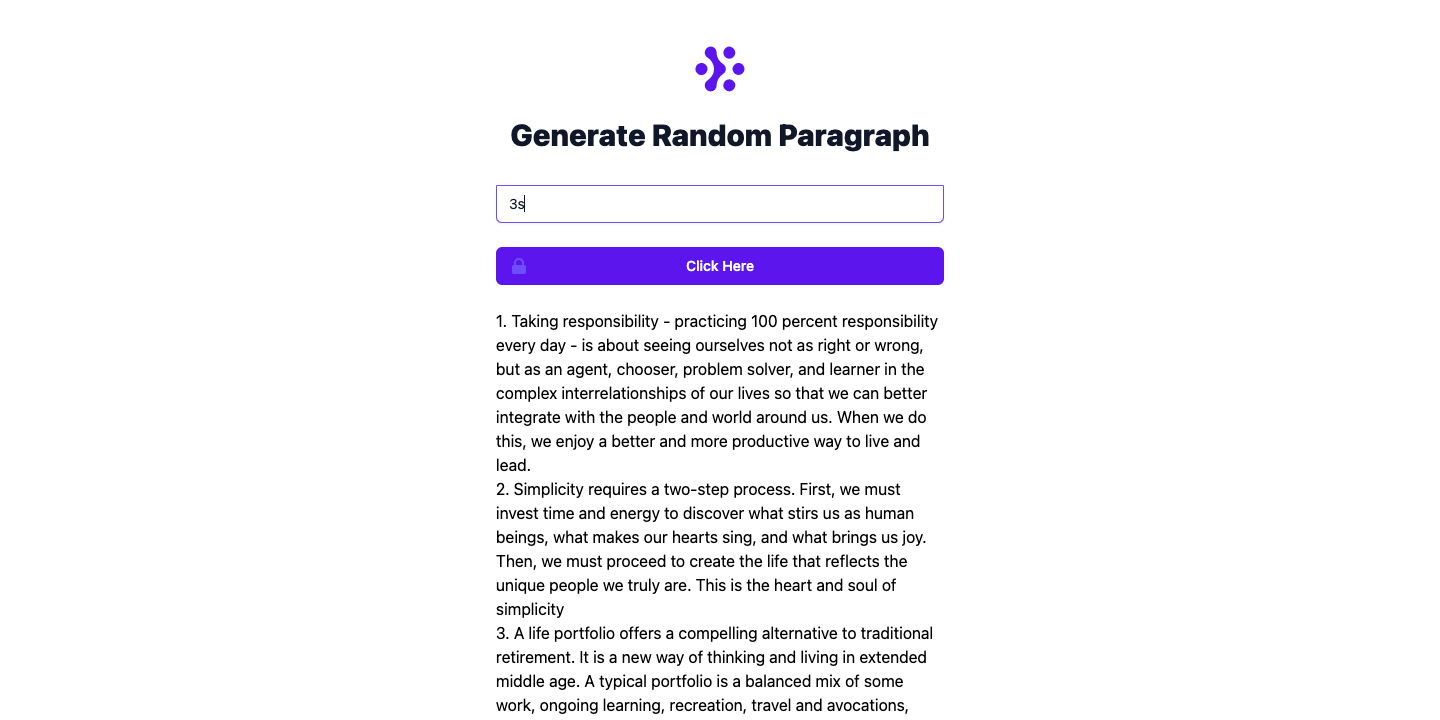 Generate Random Paragraph
3s
Click Here
1. Taking responsibility - practicing 100 percent responsibility
every day - is about seeing ourselves not as right or wrong,
but as an agent, chooser, problem solver, and learner in the
complex interrelationships of our lives so that we can better
integrate with the people and world around us. When we do
this, we enjoy a better and more productive way to live and
lead.
2. Simplicity requires a two-step process. First, we must
invest time and energy to discover what stirs us as human
beings, what makes our hearts sing, and what brings us joy.
Then, we must proceed to create the life that reflects the
unique people we truly are. This is the heart and soul of
simplicity
3. A life portfolio offers a compelling alternative to traditional
retirement. It is a new way of thinking and living in extended
middle age. A typical portfolio is a balanced mix of some
work, ongoing learning, recreation, travel and avocations,